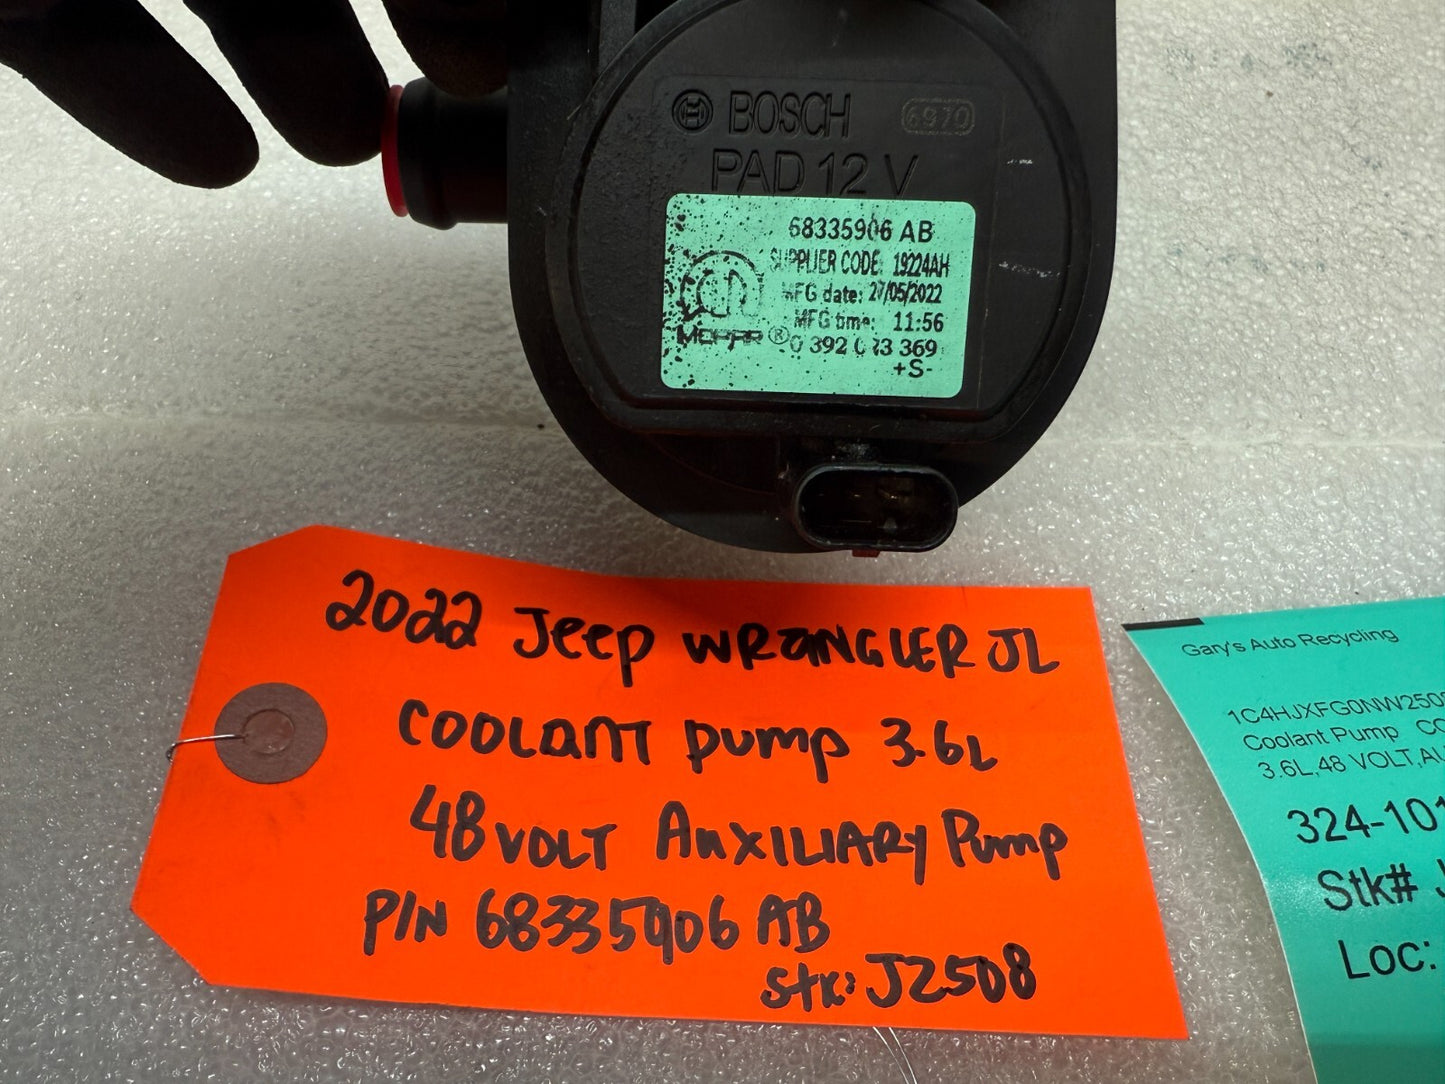 BOSCH 6970
PAD 12 V
68335906 AB
SUPPLIER CODE: 19224AH
MFG date: 27/05/2022
MFG time: 11:56
MOPAR ®
369
+S-
2022 Jeep WRANGLER JL
COOLANT PUMP 3.6L
48 VOLT AUXILIARY PUMP
P/N 68335906 AB
Stk: J2508
Gary's Auto Recycling
Coolant Pump
3.6L,48 VOLT,
Stk#
Loc: